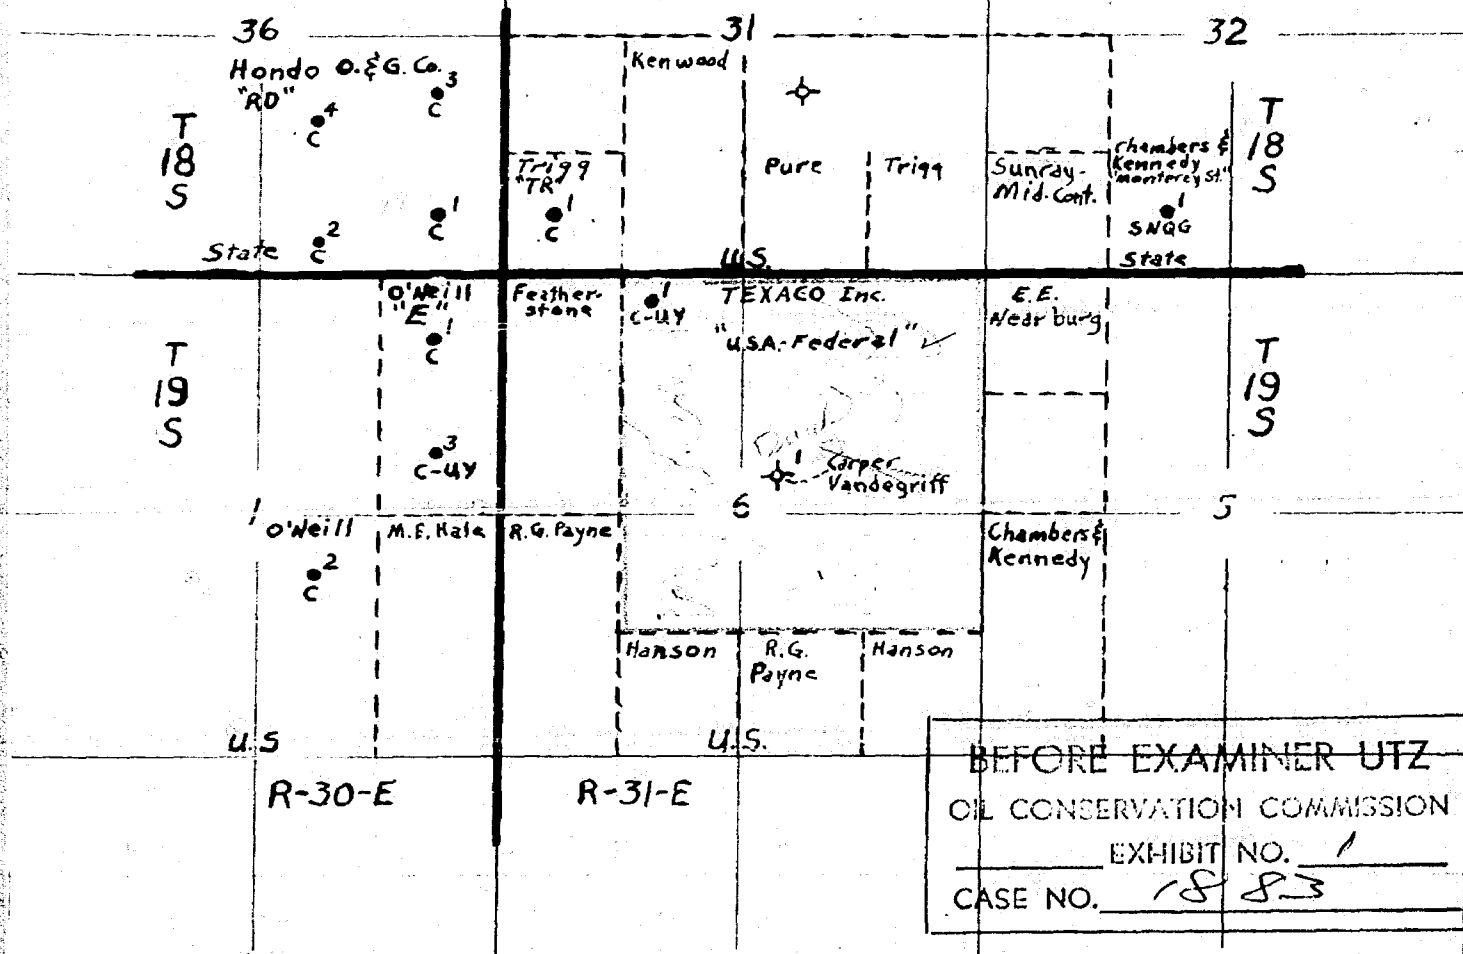 36
31
32
Hondo O.&G. Co.
"RD"
3
C
4
C
Kenwood
T
18
S
T
18
S
Trigg
"TR"
1
C
Pure
Trigg
Sunray-
Mid-Cont.
Chambers &
Kennedy
"Monterey St."
1
SNQG
1
C
2
C
State
U.S.
State
O'Neill
"E"
1
C
Feather-
stone
1
C-UY
TEXACO Inc.
"U.S.A.-Federal"
E.E.
Nearburg
T
19
S
T
19
S
3
C-UY
1
Carper
Vandegriff
1
6
5
O'Neill
2
C
M.E. Hale
R.G. Payne
Chambers &
Kennedy
Hanson
R.G.
Payne
Hanson
U.S
U.S.
R-30-E
R-31-E
BEFORE EXAMINER UTZ
OIL CONSERVATION COMMISSION
EXHIBIT NO. 1
CASE NO. 1883